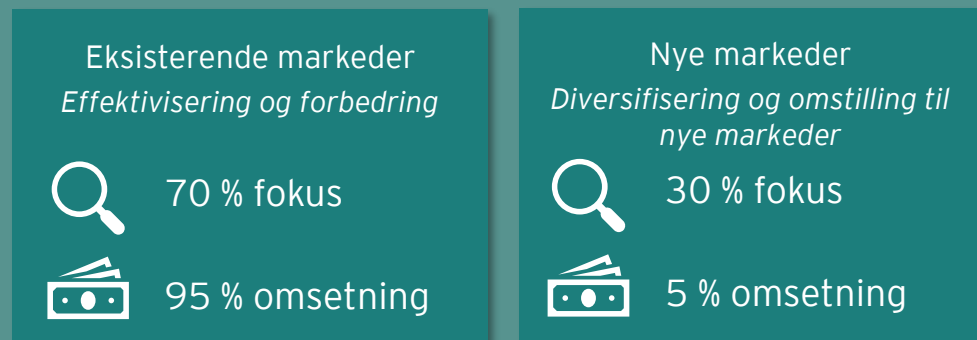 Eksisterende markeder
Effektivisering og forbedring
70 % fokus
95 % omsetning
Nye markeder
Diversifisering og omstilling til
nye markeder
30 % fokus
5 % omsetning